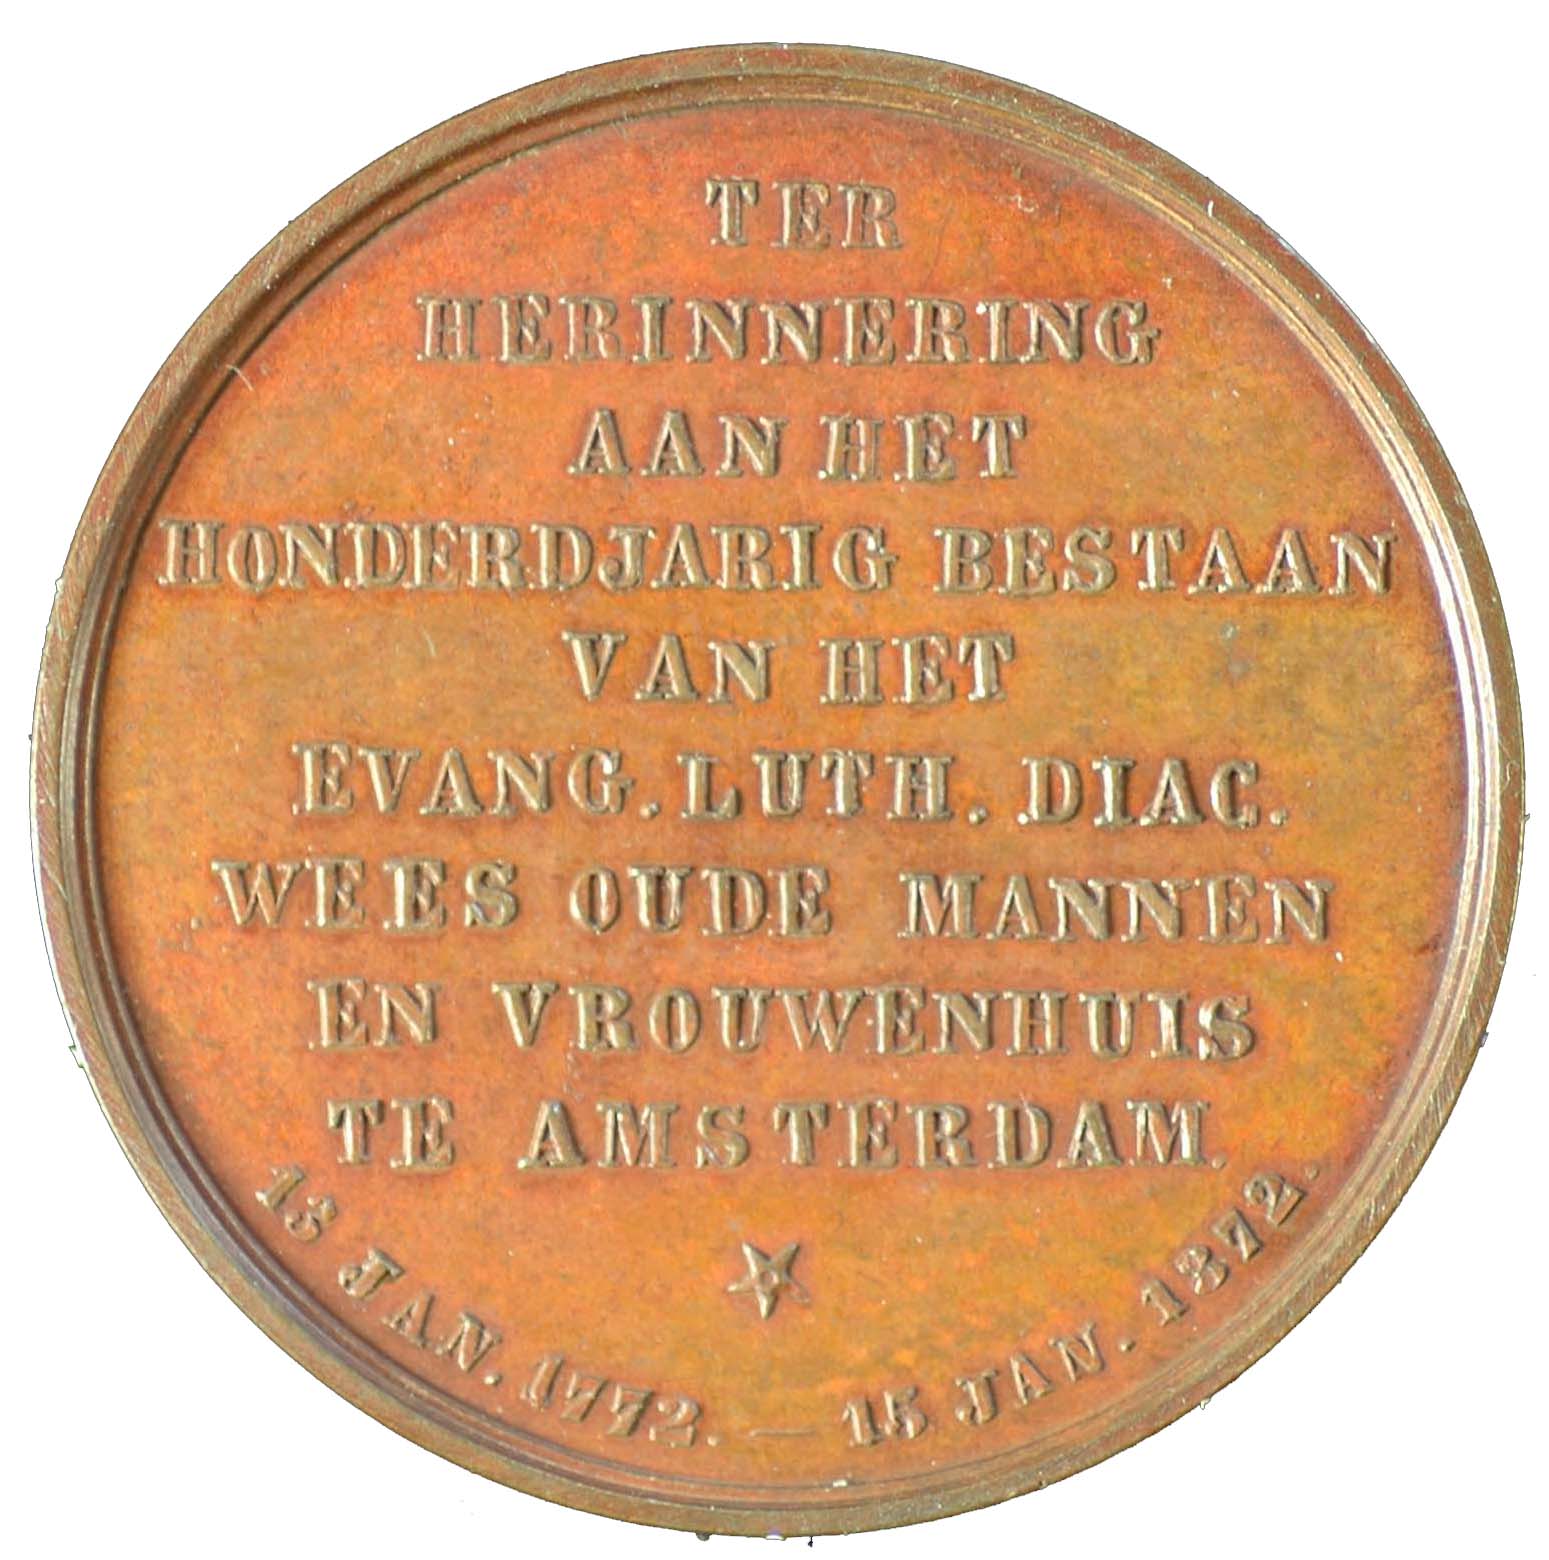 TER
HERINNERING
AAN HET
HONDERDJARIG BESTAAN
VAN HET
EVANG. LUTH. DIAC.
WEES OUDE MANNEN
EN VROUWENHUIS
TE AMSTERDAM.
13 JAN. 1772. — 15 JAN. 1872.